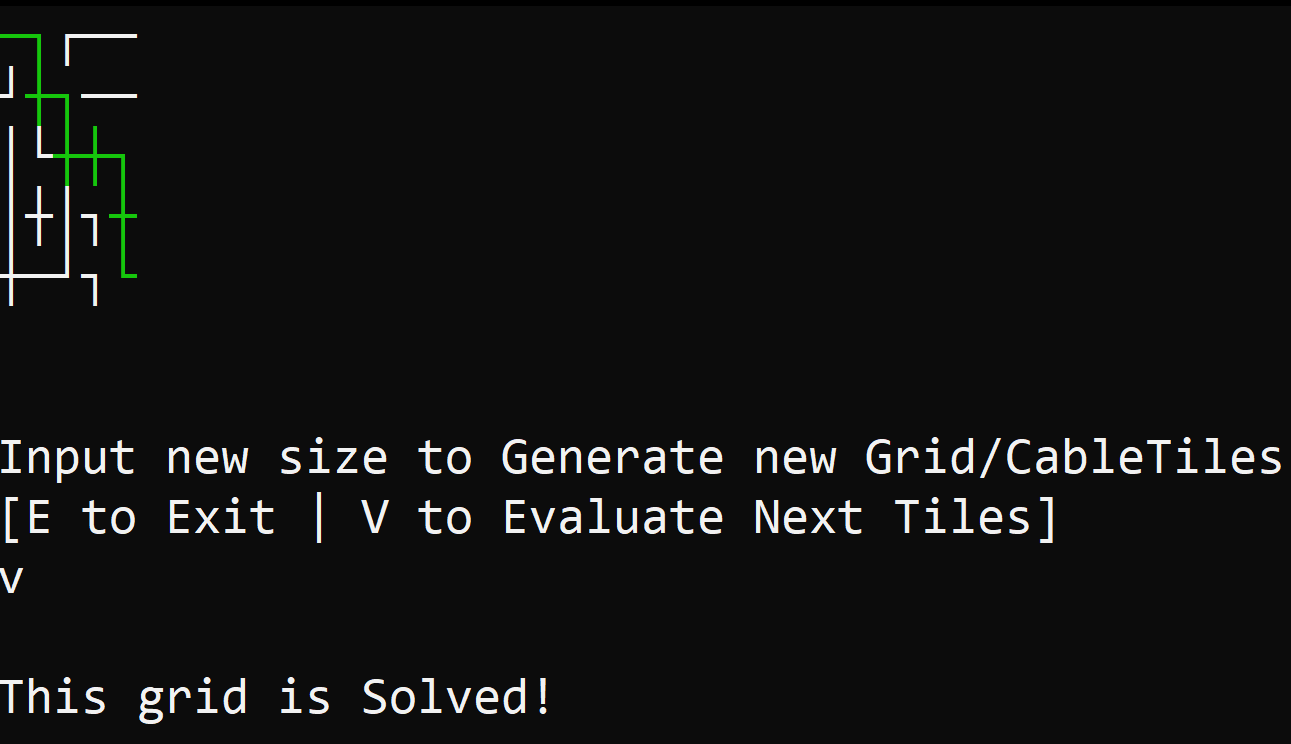 Input new size to Generate new Grid/CableTiles
[E to Exit | V to Evaluate Next Tiles]
v
This grid is Solved!